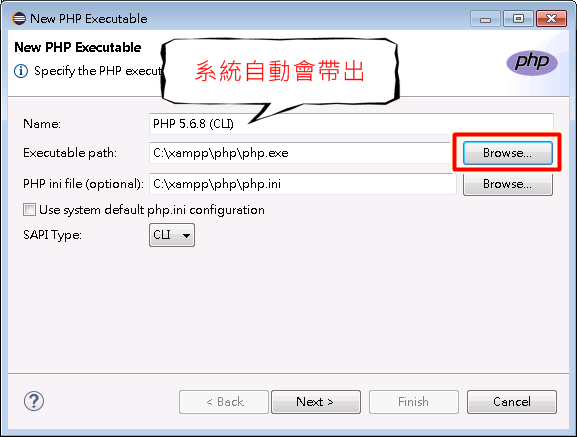 New PHP Executable
New PHP Executable
Specify the PHP execut
系統自動會帶出
php
Name:
PHP 5.6.8 (CLI)
Executable path:
C:\xampp\php\php.exe
Browse...
PHP ini file (optional):
C:\xampp\php\php.ini
Browse...
Use system default php.ini configuration
SAPI Type:
CLI
?
< Back
Next >
Finish
Cancel